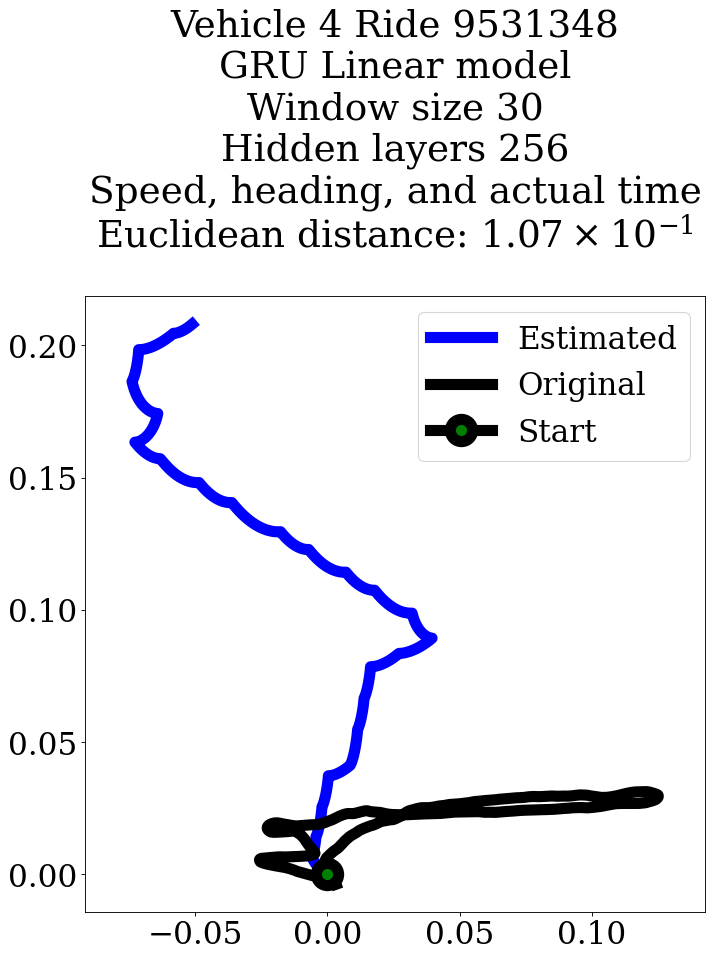 Vehicle 4 Ride 9531348
GRU Linear model
Window size 30
Hidden layers 256
Speed, heading, and actual time
Euclidean distance: 1.07 × 10⁻¹
Estimated
Original
Start
0.20
0.15
0.10
0.05
0.00
−0.05 0.00 0.05 0.10